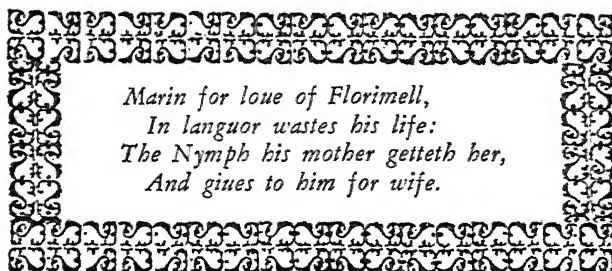 Marin for loue of Florimell,
In languor wastes his life:
The Nymph his mother getteth her,
And giues to him for wife.